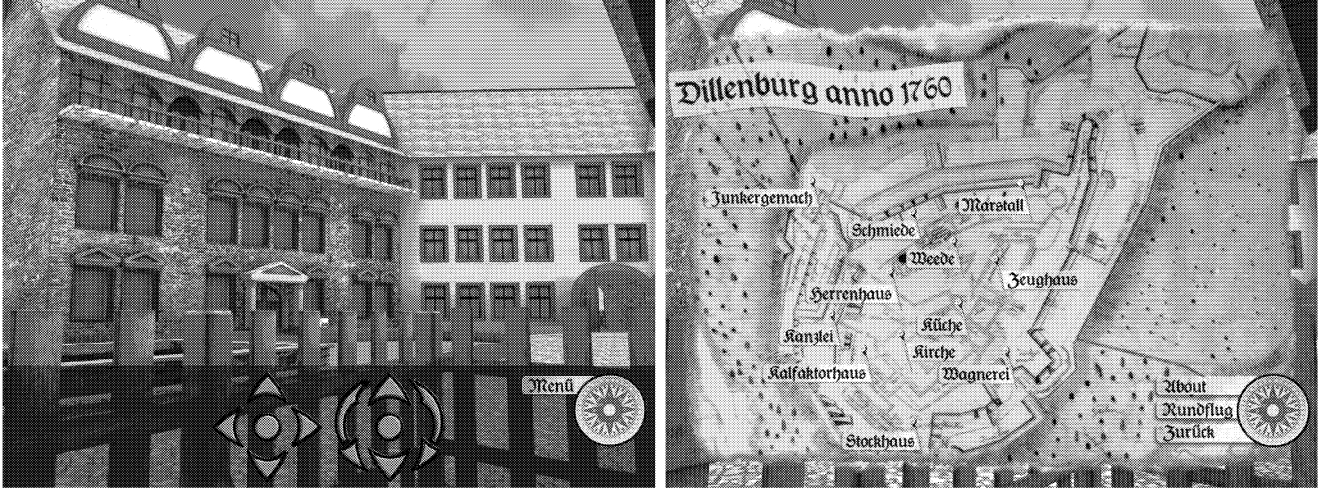 Menü
Dillenburg anno 1760
Junkergemach
Marstall
Schmiede
Weede
Zeughaus
Herrenhaus
Küche
Kanzlei
Kirche
Kalfaktorhaus
Wagnerei
Stockhaus
About
Rundflug
Zurück